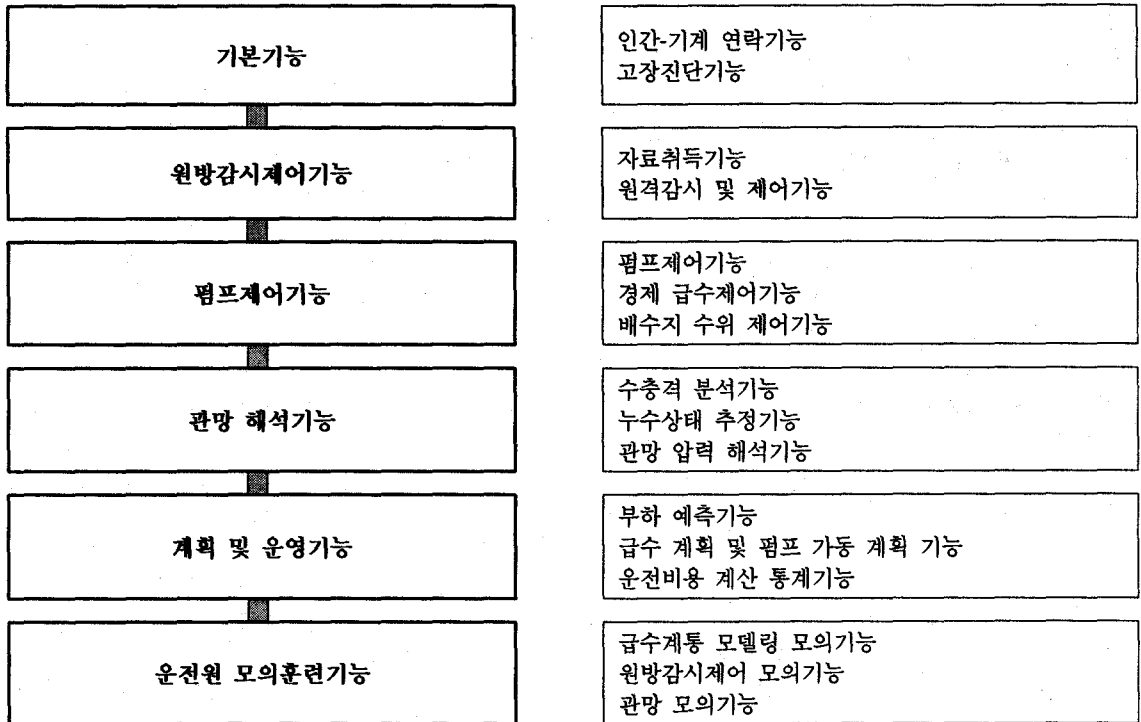 기본기능
인간-기계 연락기능
고장진단기능
원방감시제어기능
자료취득기능
원격감시 및 제어기능
펌프제어기능
펌프제어기능
경제 급수제어기능
배수지 수위 제어기능
관망 해석기능
수충격 분석기능
누수상태 추정기능
관망 압력 해석기능
계획 및 운영기능
부하 예측기능
급수 계획 및 펌프 가동 계획 기능
운전비용 계산 통계기능
운전원 모의훈련기능
급수계통 모델링 모의기능
원방감시제어 모의기능
관망 모의기능